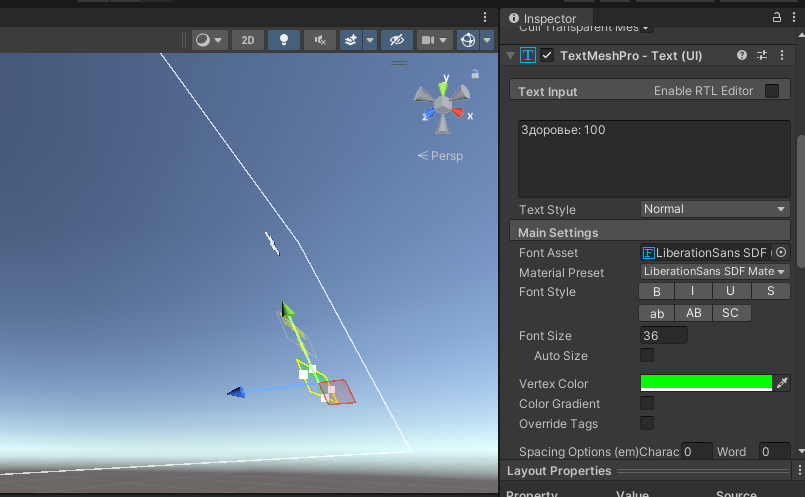 Inspector
2D
Cull Transparent Mes
TextMeshPro - Text (UI)
Text Input
Enable RTL Editor
Здоровье: 100
Text Style
Normal
Main Settings
Font Asset
LiberationSans SDF (
Material Preset
LiberationSans SDF Mate
Font Style
B I U S
ab AB SC
Font Size
36
Auto Size
Vertex Color
Color Gradient
Override Tags
Spacing Options (em)
Charac 0 Word 0
Layout Properties
Property Value Source
y
z
x
< Persp